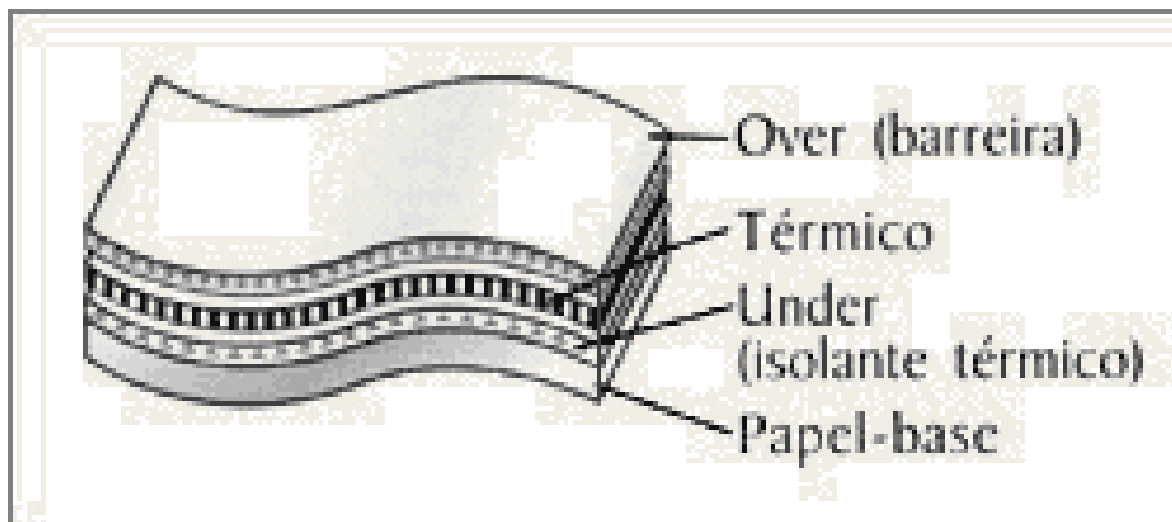 Over (barreira)
Térmico
Under
(isolante térmico)
Papel-base